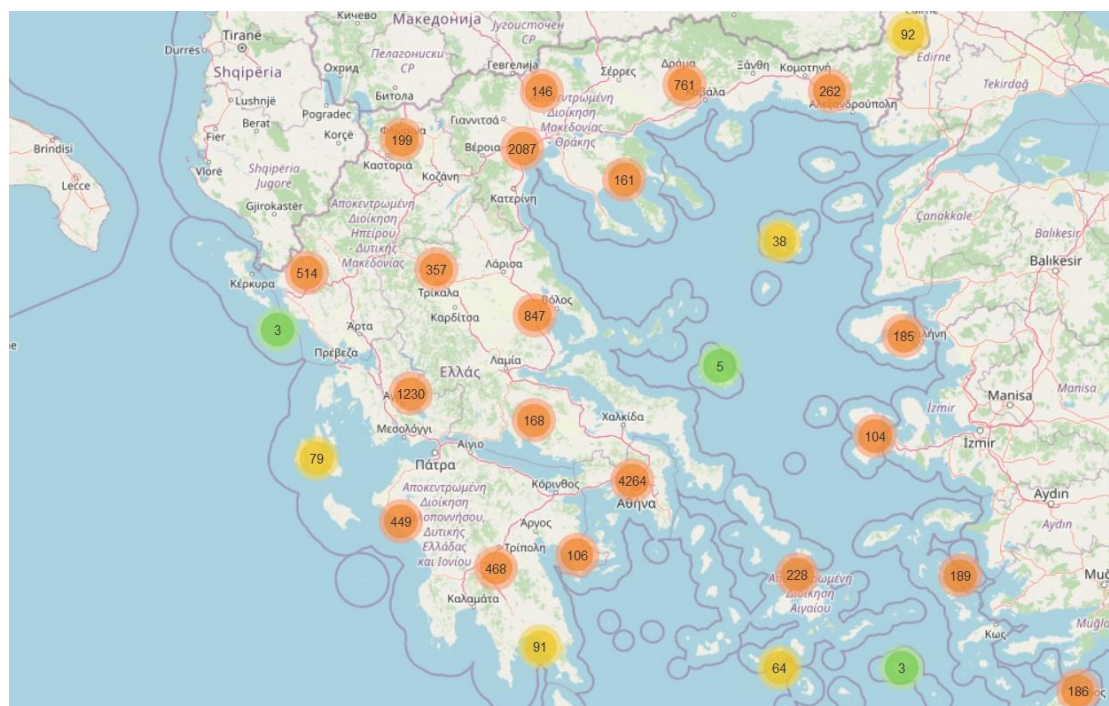 Кичево
Македонија
Југоисточен
СР
92
Edirne
Tiranë
Durrës
Shqipëria
Пелагониски
СР
Охрид
Гевгелија
146
Σέρρες
Δράμα
761
Ξάνθη
Κομοτηνή
262
Αλεξανδρούπολη
Tekirdağ
Lushnjë
Berat
Fier
Pogradec
Korçë
Битола
199
Καστοριά
Γιαννιτσά
Βέροια
2087
Μακεδονίας
- Θράκης
161
Brindisi
Lecce
Vlorë
Shqipëria
Jugore
Gjirokastër
Κοζάνη
Κατερίνη
Αποκεντρωμένη
Διοίκηση
Ηπείρου
- Δυτικής
Μακεδονίας
38
Çanakkale
Balıkesir
Balıkesir
514
Κέρκυρα
357
Τρίκαλα
Λάρισα
Καρδίτσα
847
3
Άρτα
Πρέβεζα
185
5
Λαμία
Ελλάς
1230
Μεσολόγγι
168
Χαλκίδα
Manisa
Manisa
İzmir
İzmir
104
79
Πάτρα
Αίγιο
Κόρινθος
4264
Αθήνα
Αποκεντρωμένη
Διοίκηση
Δυτικής
Ελλάδας
και Ιονίου
449
Άργος
Τρίπολη
106
468
Καλαμάτα
Aydın
Aydın
228
Διοίκηση
Αιγαίου
189
Muğla
Κως
91
64
3
186